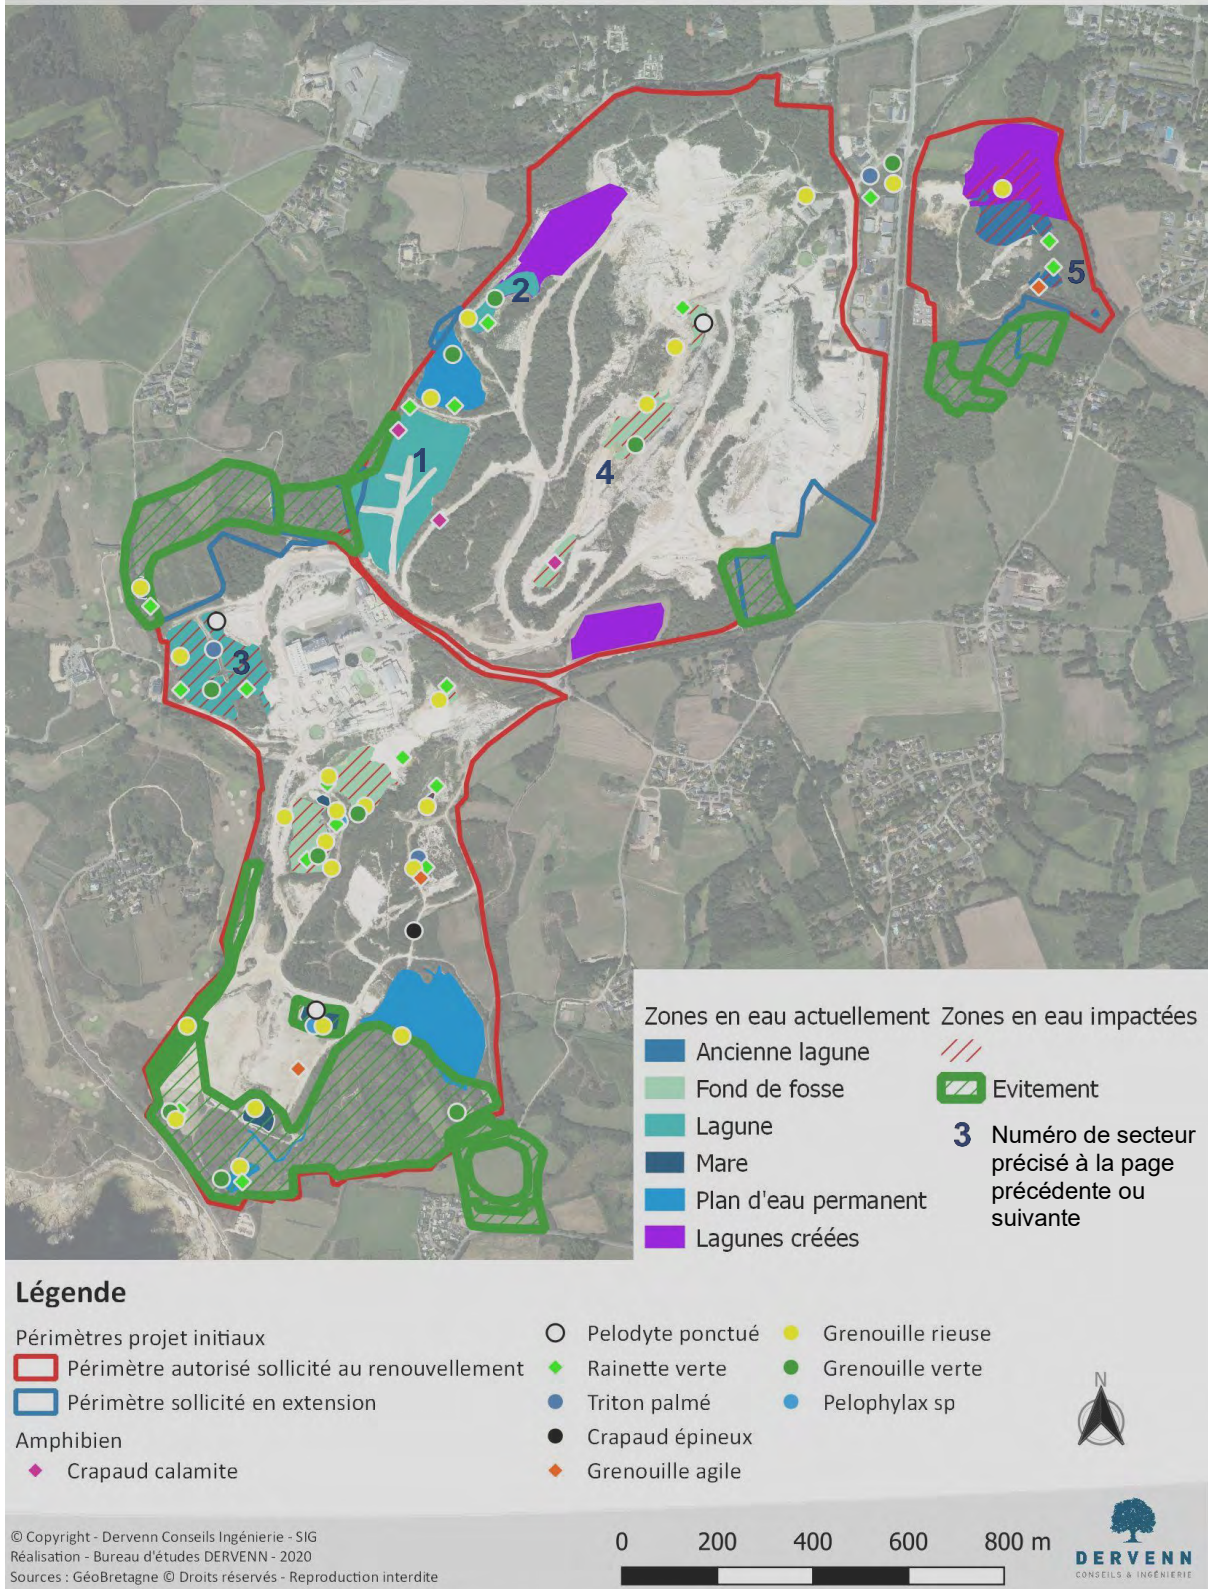 2
5
1
4
3
Zones en eau actuellement
Ancienne lagune
Fond de fosse
Lagune
Mare
Plan d'eau permanent
Lagunes créées
Zones en eau impactées
Evitement
3 Numéro de secteur
précisé à la page
précédente ou
suivante
Légende
Périmètres projet initiaux
Périmètre autorisé sollicité au renouvellement
Périmètre sollicité en extension
Amphibien
Crapaud calamite
Pelodyte ponctué
Rainette verte
Triton palmé
Crapaud épineux
Grenouille agile
Grenouille rieuse
Grenouille verte
Pelophylax sp
N
© Copyright - Dervenn Conseils Ingénierie - SIG
Réalisation - Bureau d'études DERVENN - 2020
Sources : GéoBretagne © Droits réservés - Reproduction interdite
0 200 400 600 800 m
DERVENN
CONSEILS & INGÉNIERIE